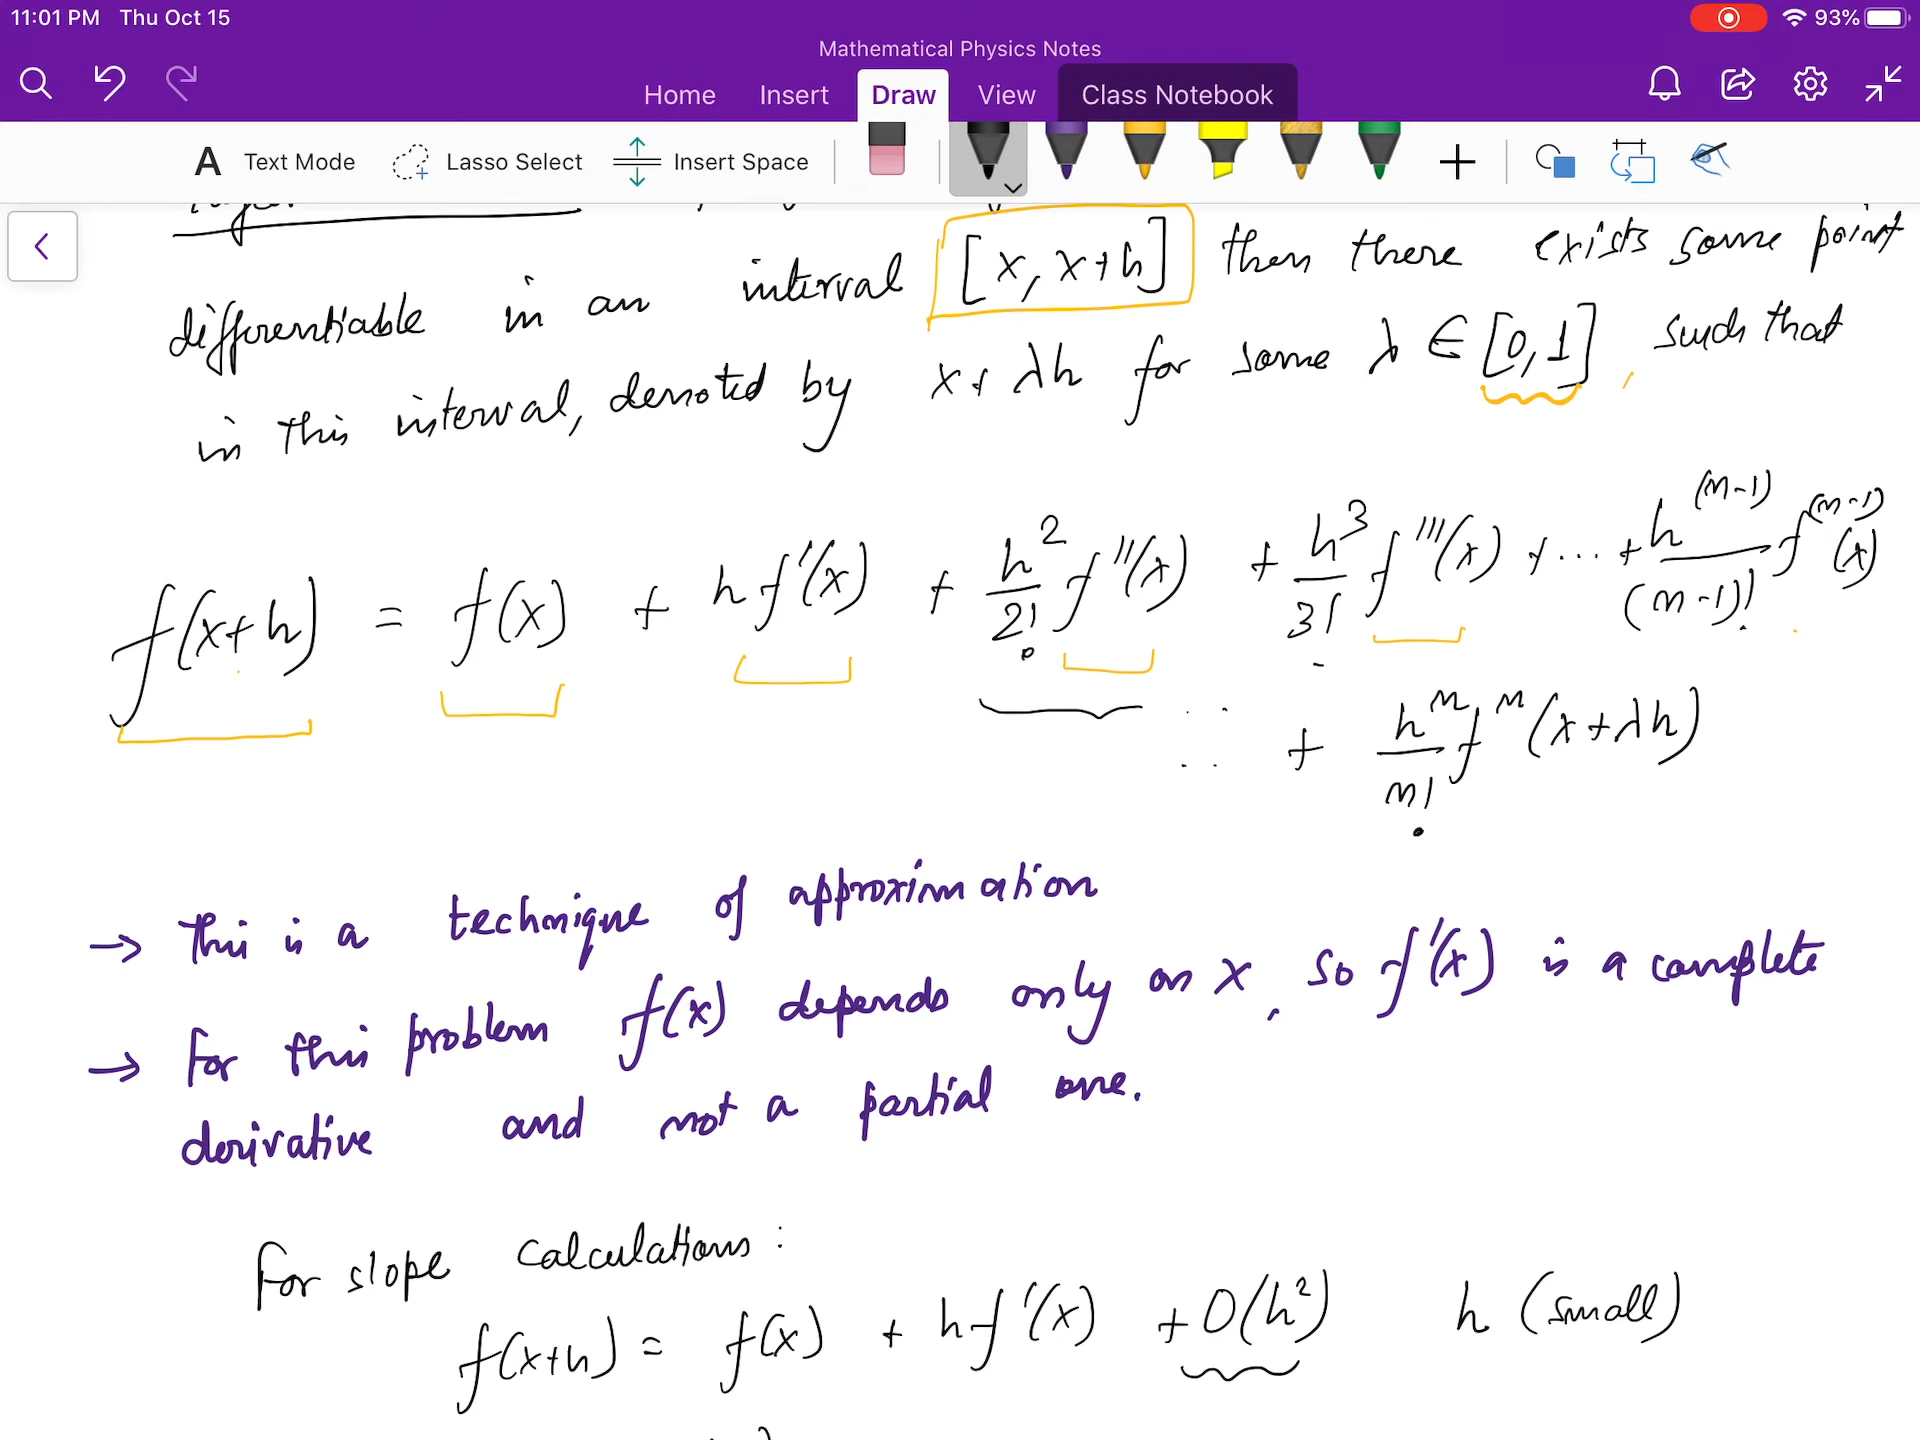 11:01 PM Thu Oct 15
93%
Mathematical Physics Notes
Home Insert Draw View Class Notebook
Text Mode Lasso Select Insert Space
differentiable in an interval [x, x+h] then there exists some point
in this interval, denoted by x + λh for some λ ∈ [0,1], such that
f(x+h) = f(x) + hf'(x) + h²/2! f''(x) + h³/3! f'''(x) + ... + h^(n-1)/(n-1)! f^(n-1)(x)
+ h^n/n! f^n(x+λh)
→ This is a technique of approximation
→ For this problem f(x) depends only on x, so f'(x) is a complete
derivative and not a partial one.
For slope calculations:
f(x+h) = f(x) + hf'(x) + O(h²) h (small)